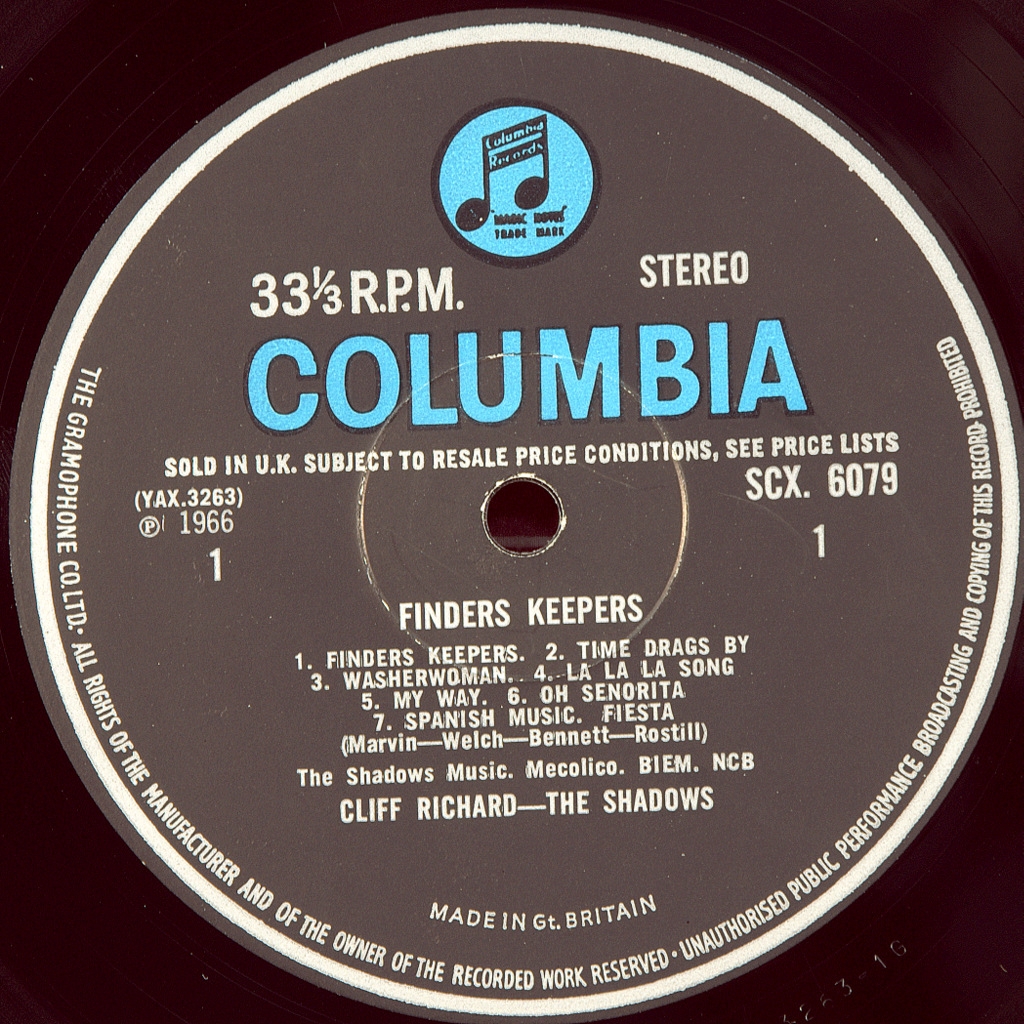 Columbia
Records
MAGIC NOTES
TRADE MARK
33⅓ R.P.M.
STEREO
COLUMBIA
SOLD IN U.K. SUBJECT TO RESALE PRICE CONDITIONS, SEE PRICE LISTS
(YAX.3263)
SCX. 6079
℗ 1966
1
1
FINDERS KEEPERS
1. FINDERS KEEPERS. 2. TIME DRAGS BY
3. WASHERWOMAN. 4. LA LA LA SONG
5. MY WAY. 6. OH SENORITA
7. SPANISH MUSIC. FIESTA
(Marvin—Welch—Bennett—Rostill)
The Shadows Music. Mecolico. BIEM. NCB
CLIFF RICHARD—THE SHADOWS
MADE IN Gt. BRITAIN
THE GRAMOPHONE CO. LTD. · ALL RIGHTS OF THE MANUFACTURER AND OF THE OWNER OF THE RECORDED WORK RESERVED · UNAUTHORISED PUBLIC PERFORMANCE BROADCASTING AND COPYING OF THIS RECORD PROHIBITED